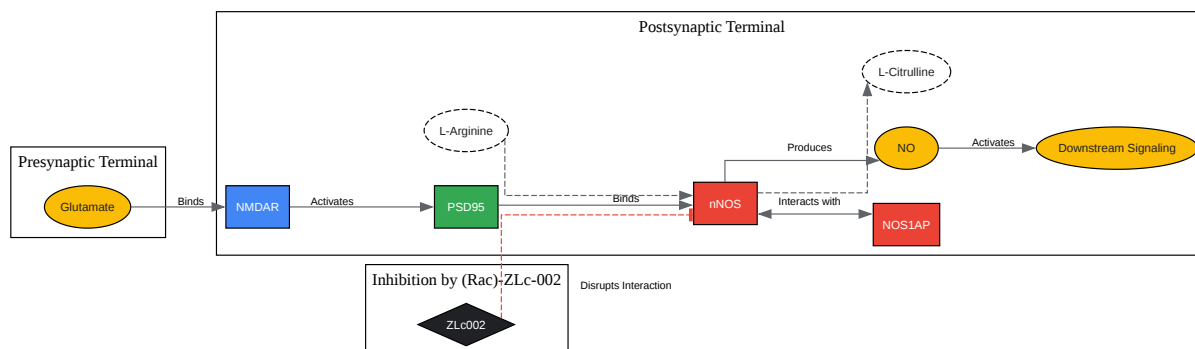 Postsynaptic Terminal
L-Citrulline
L-Arginine
Presynaptic Terminal
Produces
NO
Activates
Downstream Signaling
Glutamate
Binds
NMDAR
Activates
PSD95
Binds
nNOS
Interacts with
NOS1AP
Inhibition by (Rac)-ZLc-002
Disrupts Interaction
ZLc002